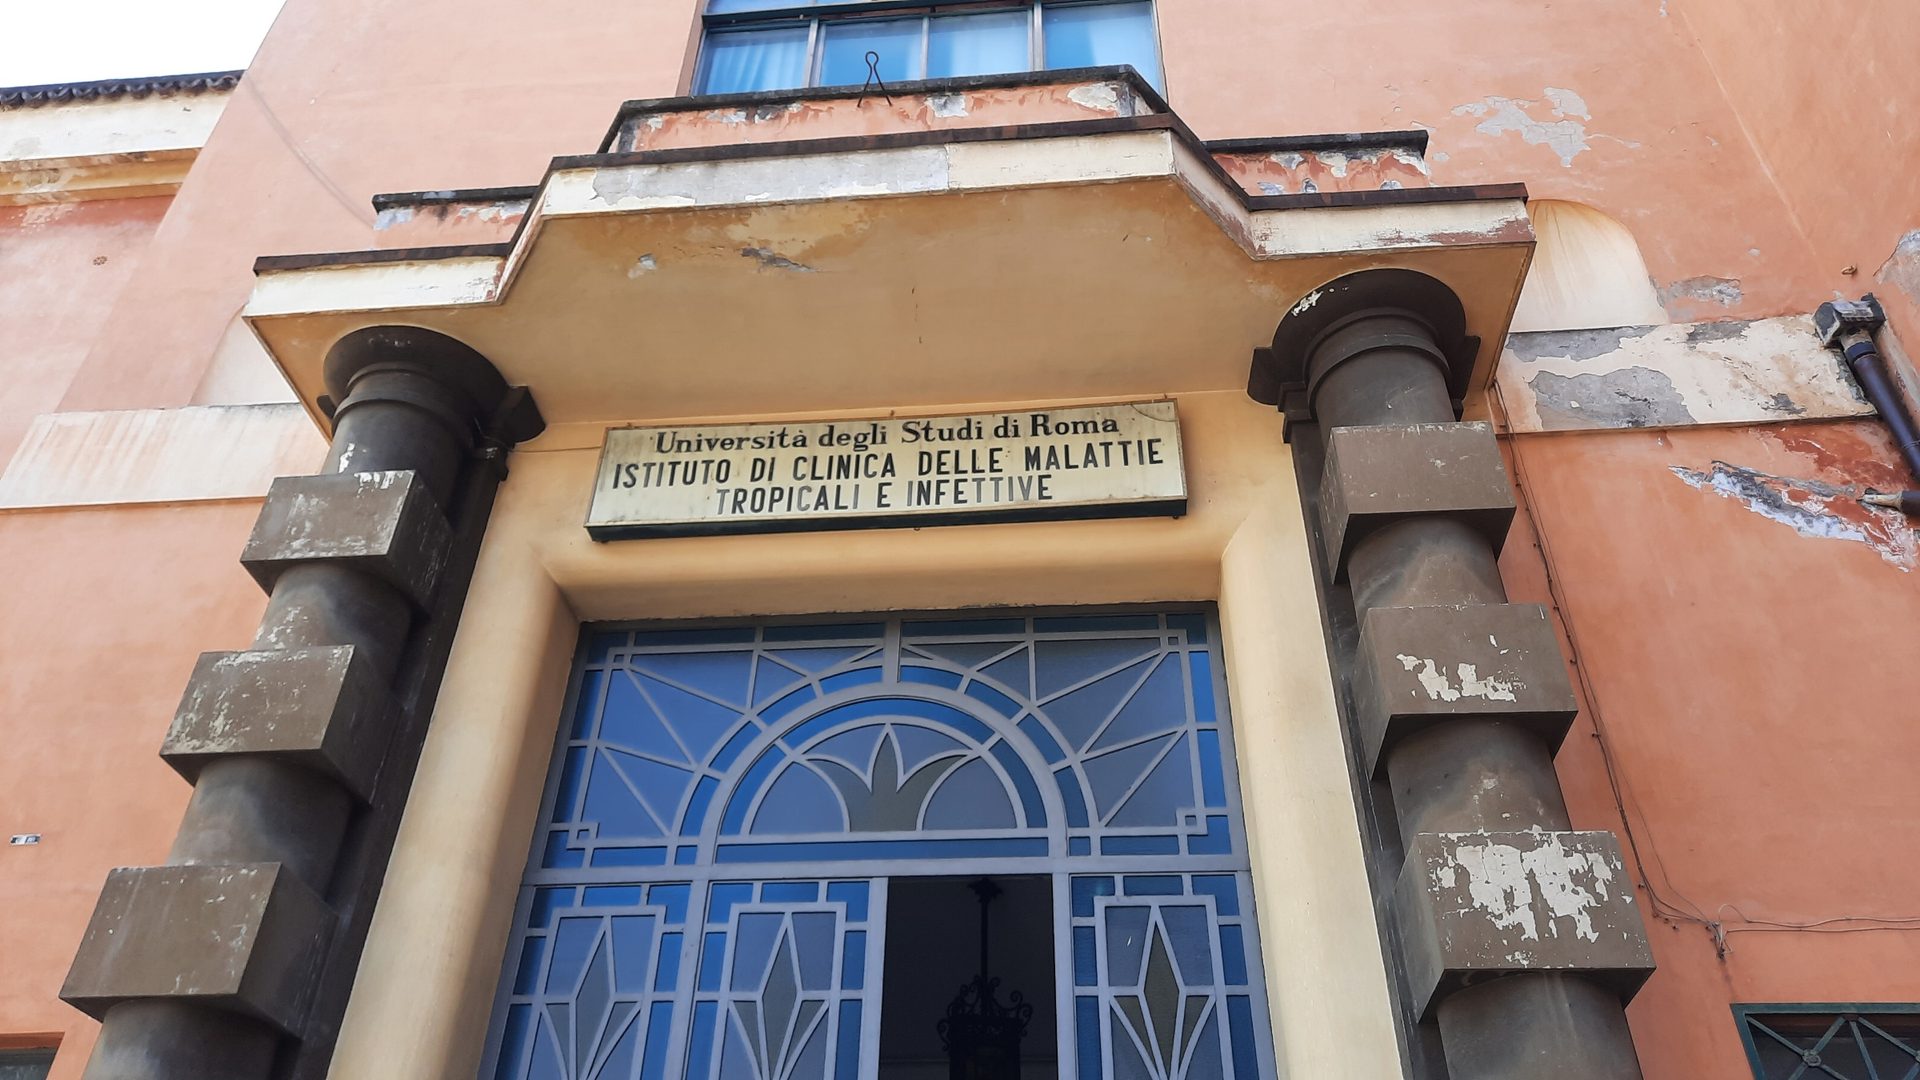 Università degli Studi di Roma
ISTITUTO DI CLINICA DELLE MALATTIE
TROPICALI E INFETTIVE